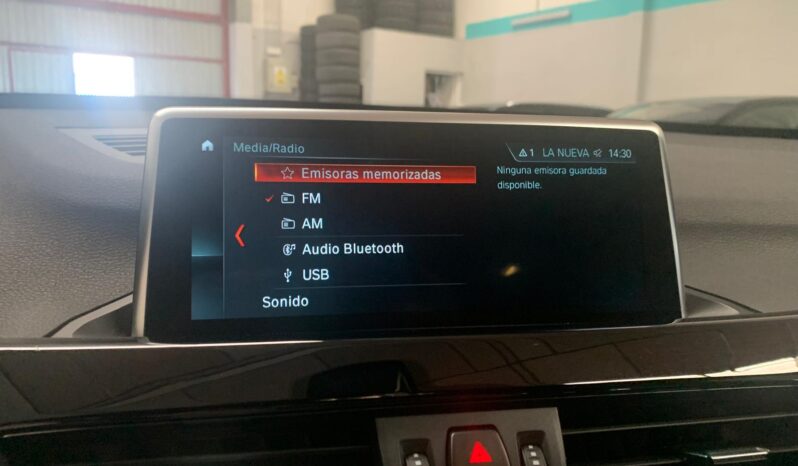 Media/Radio
1 LA NUEVA 14:30
Emisoras memorizadas
Ninguna emisora guardada
disponible.
FM
AM
Audio Bluetooth
USB
Sonido